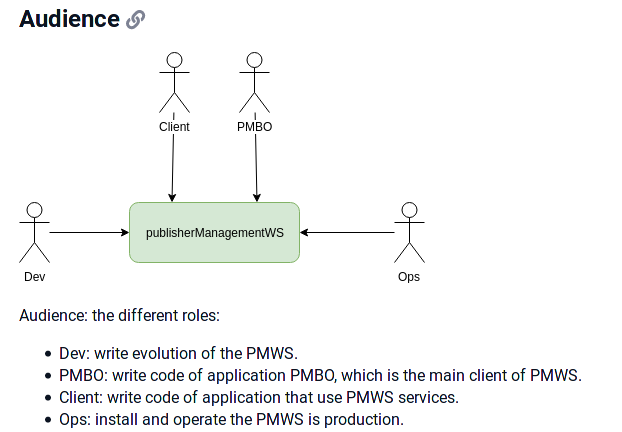 Audience
Client
PMBO
publisherManagementWS
Dev
Ops
Audience: the different roles:
Dev: write evolution of the PMWS.
PMBO: write code of application PMBO, which is the main client of PMWS.
Client: write code of application that use PMWS services.
Ops: install and operate the PMWS is production.